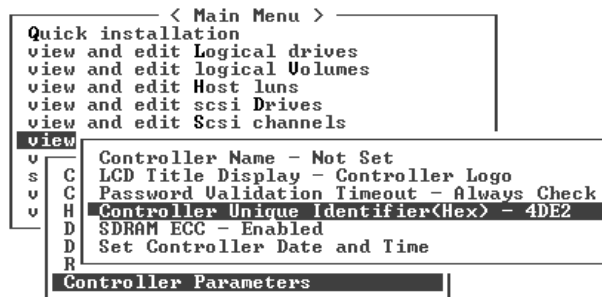 < Main Menu >
Quick installation
view and edit Logical drives
view and edit logical Volumes
view and edit Host luns
view and edit scsi Drives
view and edit Scsi channels
view
v
s C
v C
v H
D
D
R
Controller Name - Not Set
LCD Title Display - Controller Logo
Password Validation Timeout - Always Check
Controller Unique Identifier(Hex) - 4DE2
SDRAM ECC - Enabled
Set Controller Date and Time
Controller Parameters